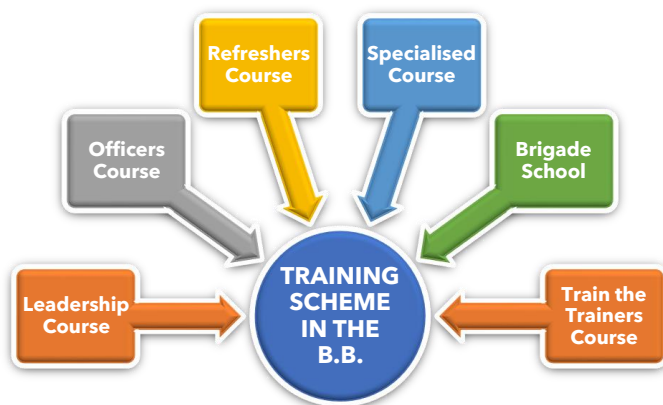 Refreshers
Course
Specialised
Course
Officers
Course
Brigade
School
Leadership
Course
TRAINING
SCHEME
IN THE
B.B.
Train the
Trainers
Course